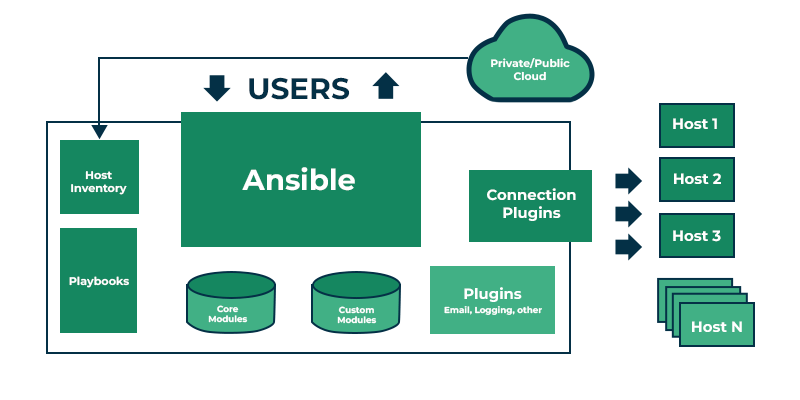 Private/Public
Cloud
USERS
Host
Inventory
Ansible
Connection
Plugins
Host 1
Host 2
Host 3
Host N
Playbooks
Core
Modules
Custom
Modules
Plugins
Email, Logging, other